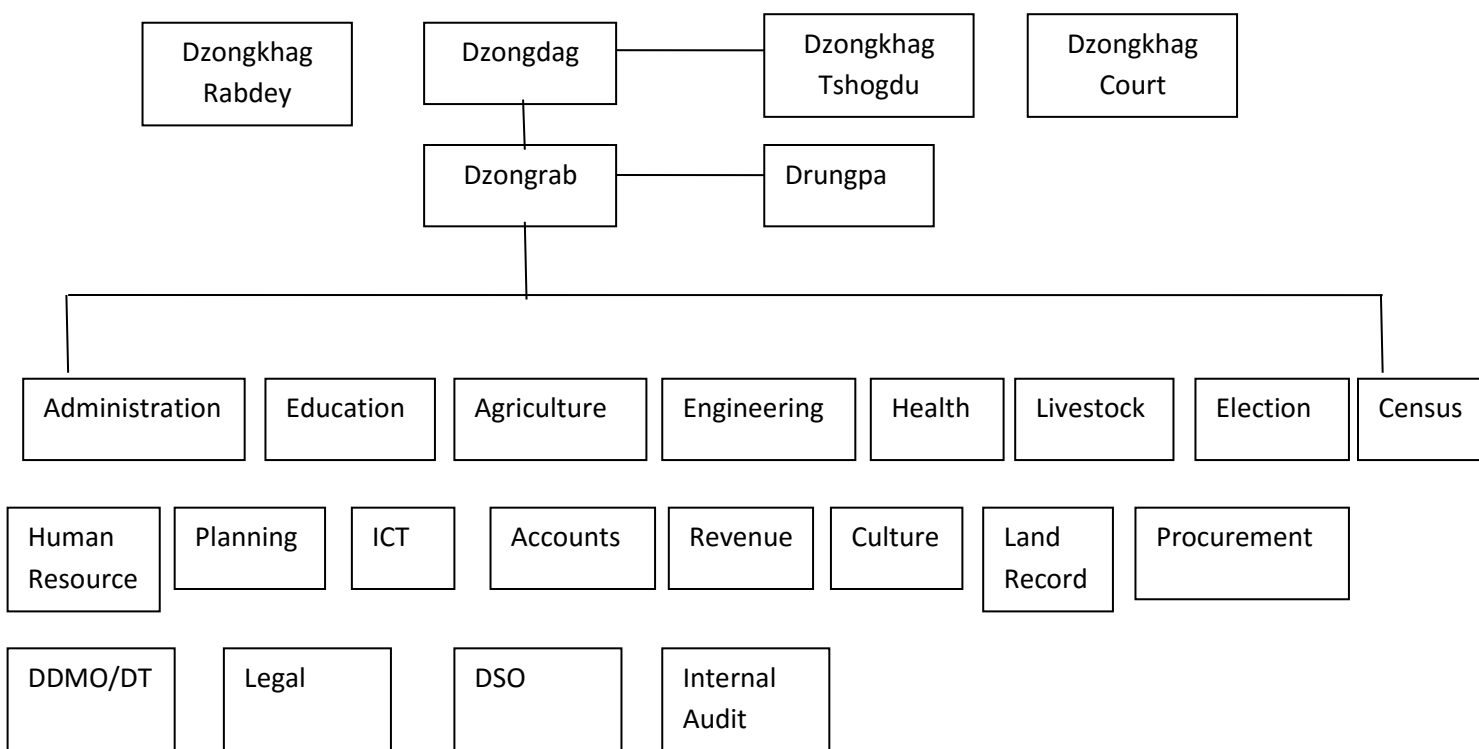 Dzongkhag
Rabdey
Dzongdag
Dzongkhag
Tshogdu
Dzongkhag
Court
Dzongrab
Drungpa
Administration
Education
Agriculture
Engineering
Health
Livestock
Election
Census
Human
Resource
Planning
ICT
Accounts
Revenue
Culture
Land
Record
Procurement
DDMO/DT
Legal
DSO
Internal
Audit